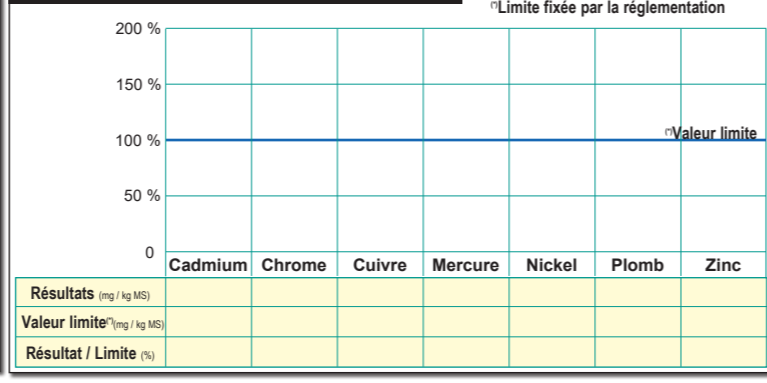 (*)Limite fixée par la réglementation
200 %
150 %
(*)Valeur limite
100 %
50 %
0
Cadmium Chrome Cuivre Mercure Nickel Plomb Zinc
Résultats (mg / kg MS)
Valeur limite(*)(mg / kg MS)
Résultat / Limite (%)